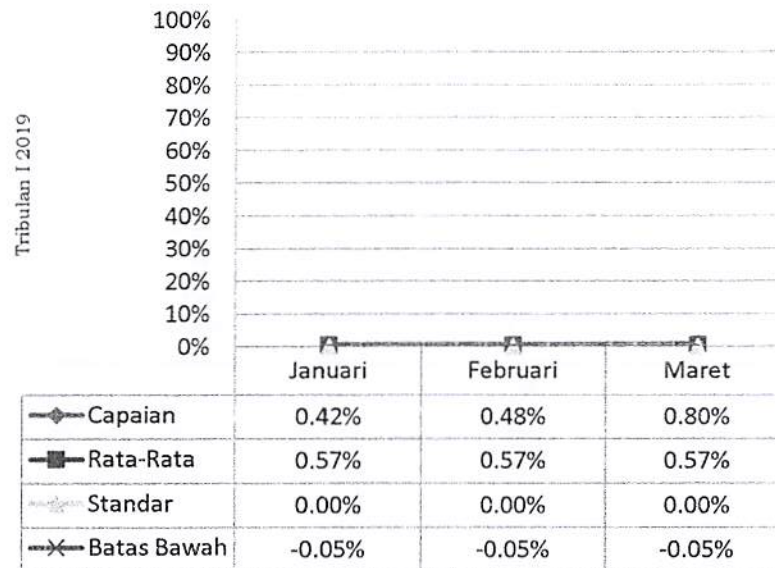 Tribulan I 2019
100%
90%
80%
70%
60%
50%
40%
30%
20%
10%
0%
Januari Februari Maret
Capaian 0.42% 0.48% 0.80%
Rata-Rata 0.57% 0.57% 0.57%
Standar 0.00% 0.00% 0.00%
Batas Bawah -0.05% -0.05% -0.05%